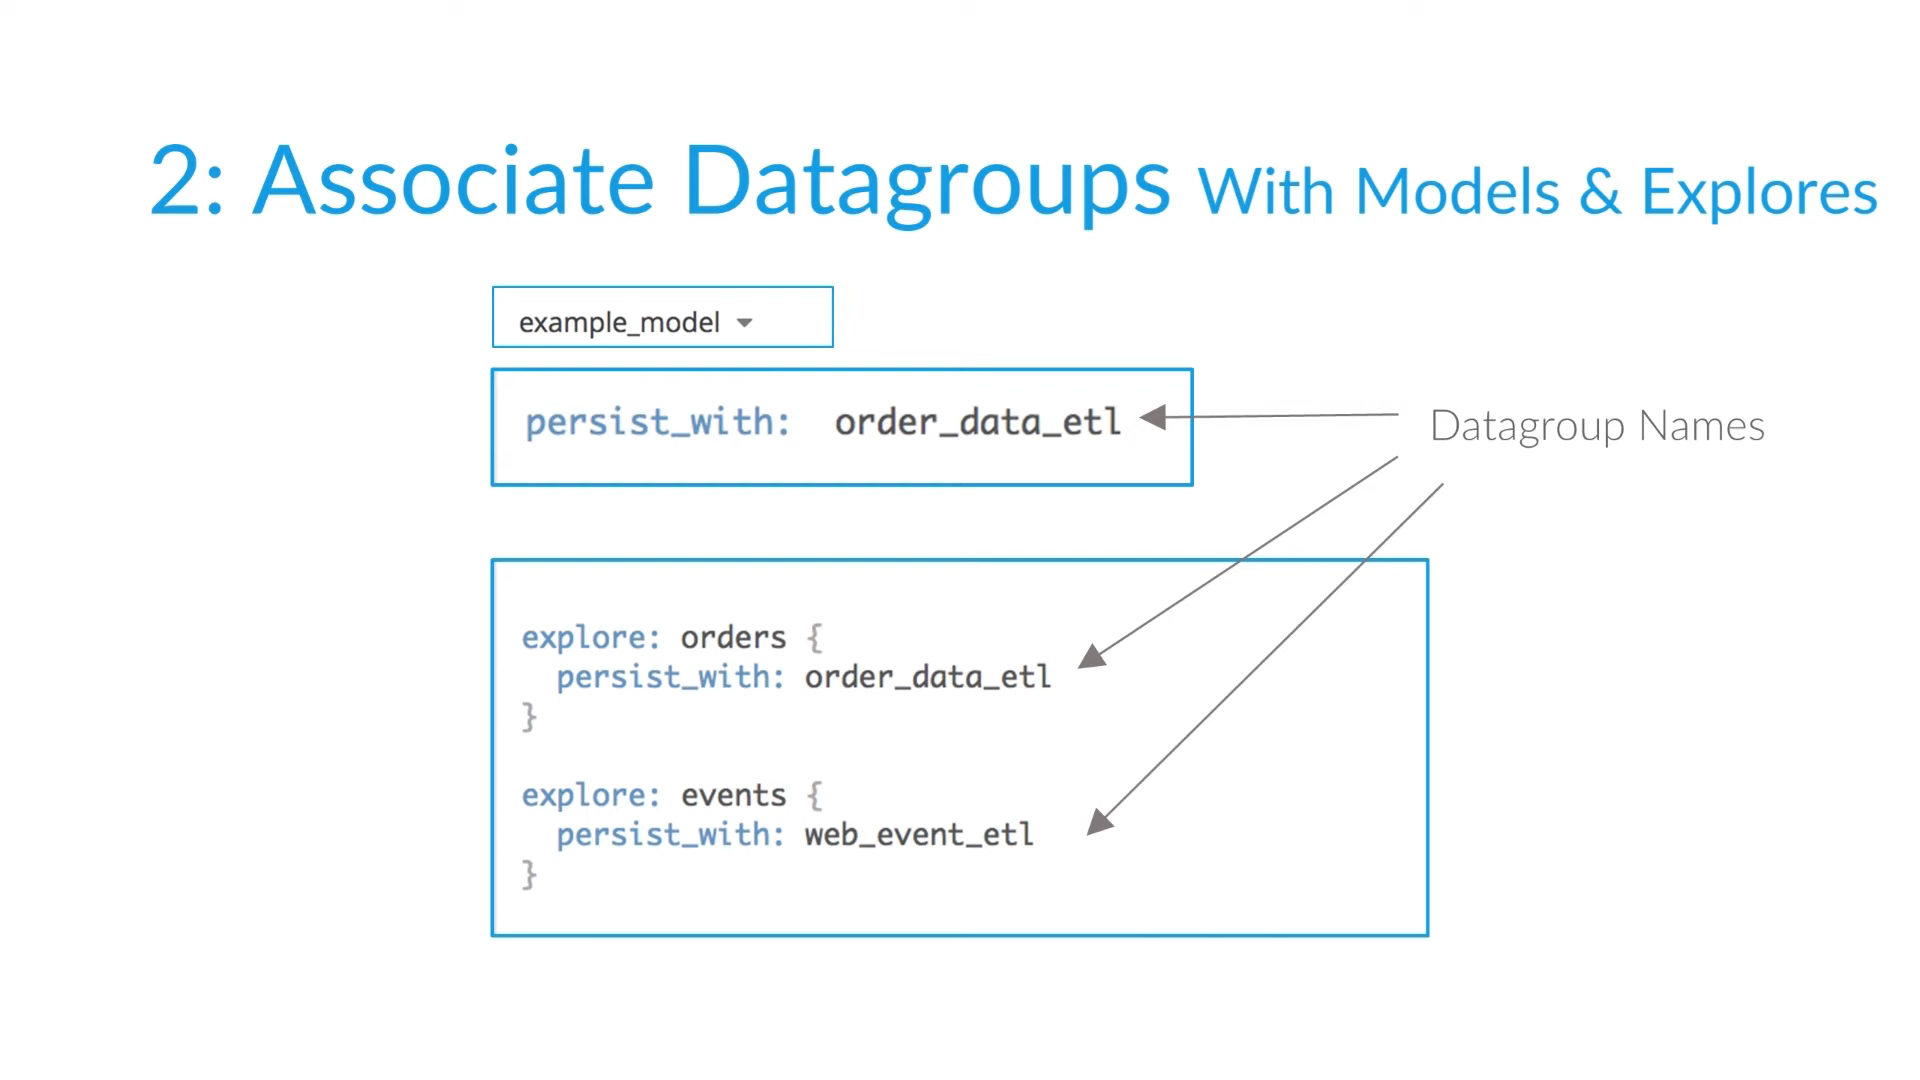 2: Associate Datagroups With Models & Explores
example_model
persist_with: order_data_etl
Datagroup Names
explore: orders {
persist_with: order_data_etl
}
explore: events {
persist_with: web_event_etl
}